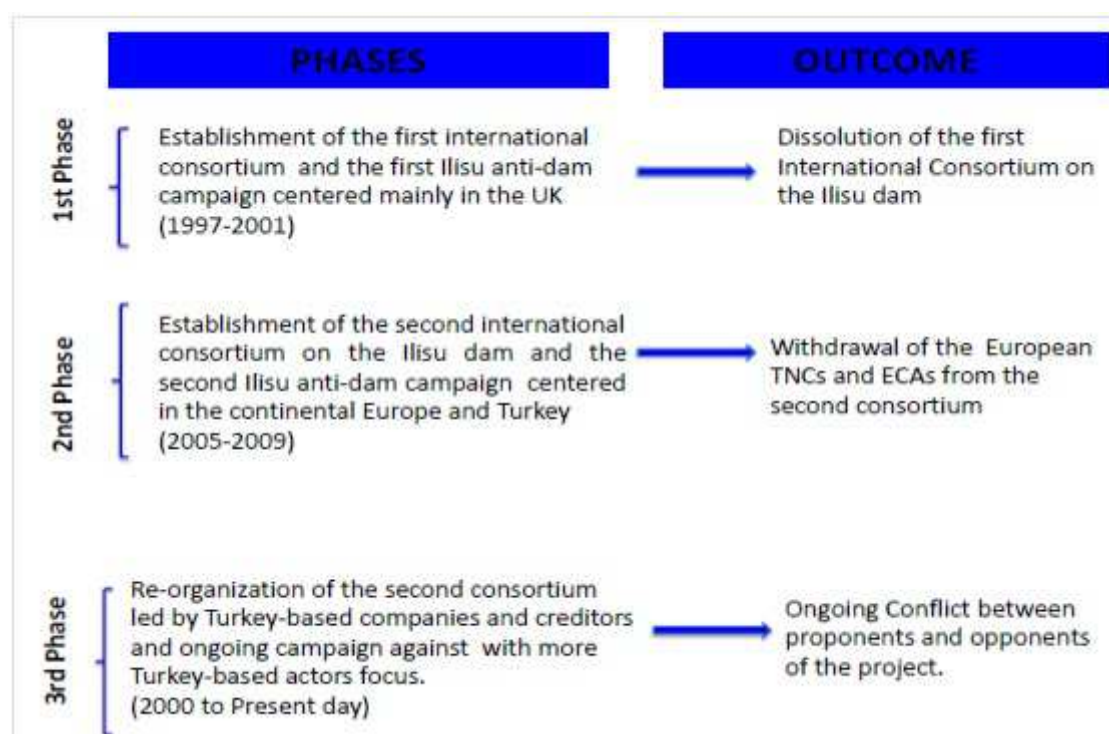 PHASES
OUTCOME
1st Phase
Establishment of the first international
consortium and the first Ilisu anti-dam
campaign centered mainly in the UK
(1997-2001)
Dissolution of the first
International Consortium on
the Ilisu dam
2nd Phase
Establishment of the second international
consortium on the Ilisu dam and the
second Ilisu anti-dam campaign centered
in the continental Europe and Turkey
(2005-2009)
Withdrawal of the European
TNCs and ECAs from the
second consortium
3rd Phase
Re-organization of the second consortium
led by Turkey-based companies and creditors
and ongoing campaign against with more
Turkey-based actors focus.
(2000 to Present day)
Ongoing Conflict between
proponents and opponents
of the project.